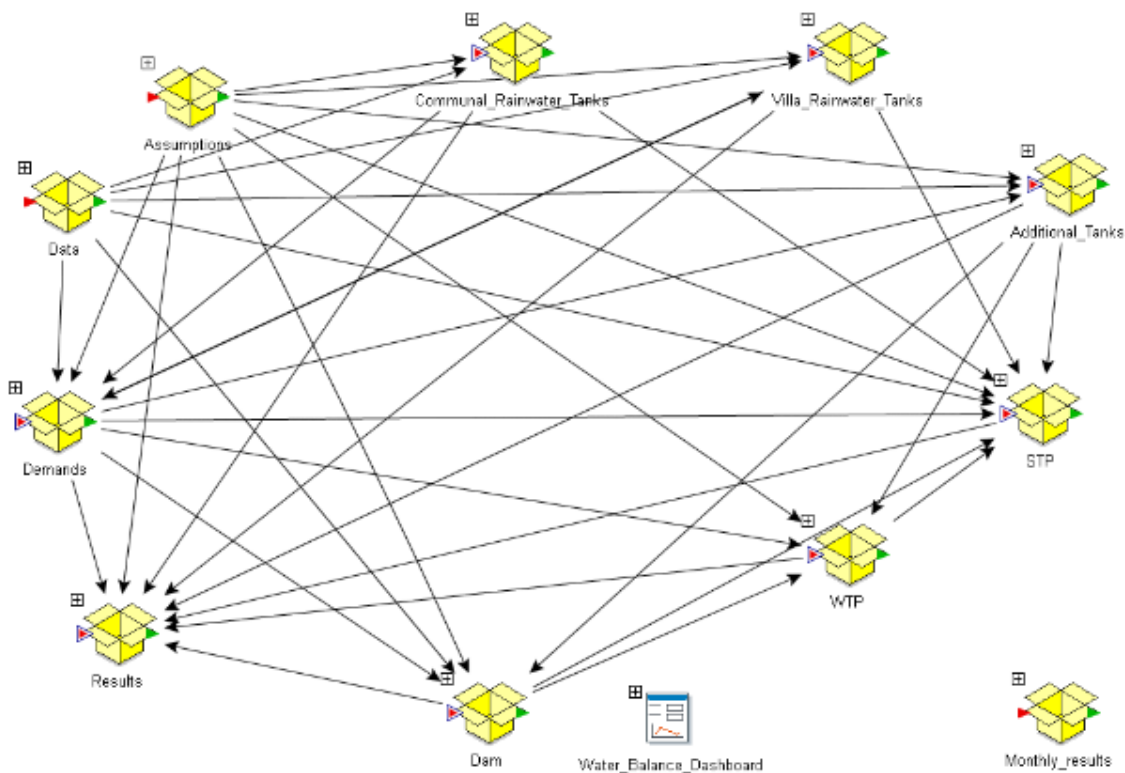 Communal_Rainwater_Tanks
Villa_Rainwater_Tanks
Assumptions
Data
Additional_Tanks
Demands
STP
WTP
Results
Dam
Water_Balance_Dashboard
Monthly_results